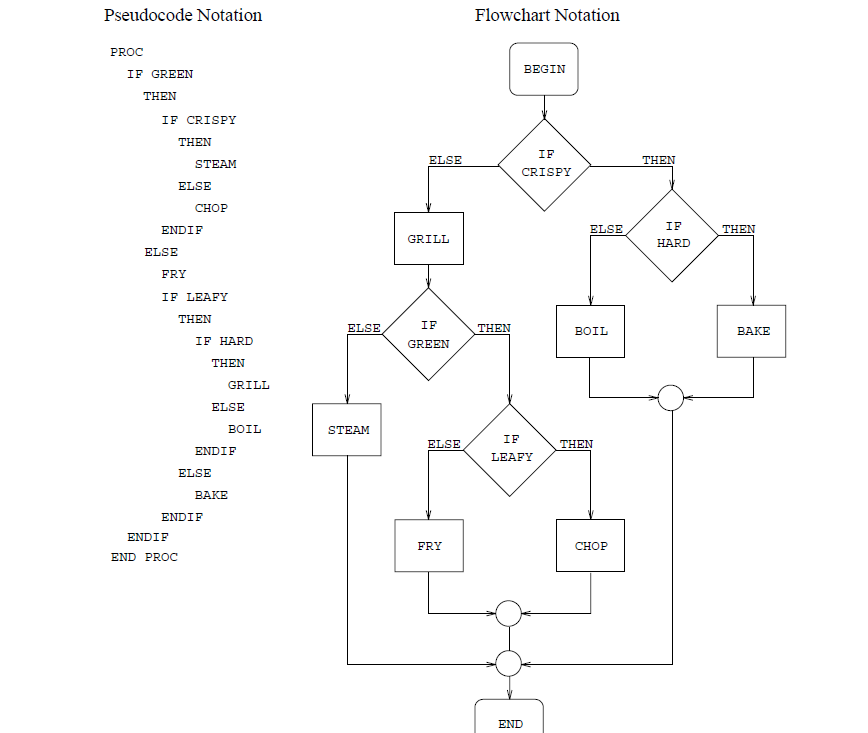 Pseudocode Notation
PROC
IF GREEN
THEN
IF CRISPY
THEN
STEAM
ELSE
CHOP
ENDIF
ELSE
FRY
IF LEAFY
THEN
IF HARD
THEN
GRILL
ELSE
BOIL
ENDIF
ELSE
BAKE
ENDIF
ENDIF
END PROC
Flowchart Notation
BEGIN
ELSE
IF
CRISPY
THEN
GRILL
ELSE
IF
HARD
THEN
BOIL
BAKE
ELSE
IF
GREEN
THEN
STEAM
ELSE
IF
LEAFY
THEN
FRY
CHOP
END